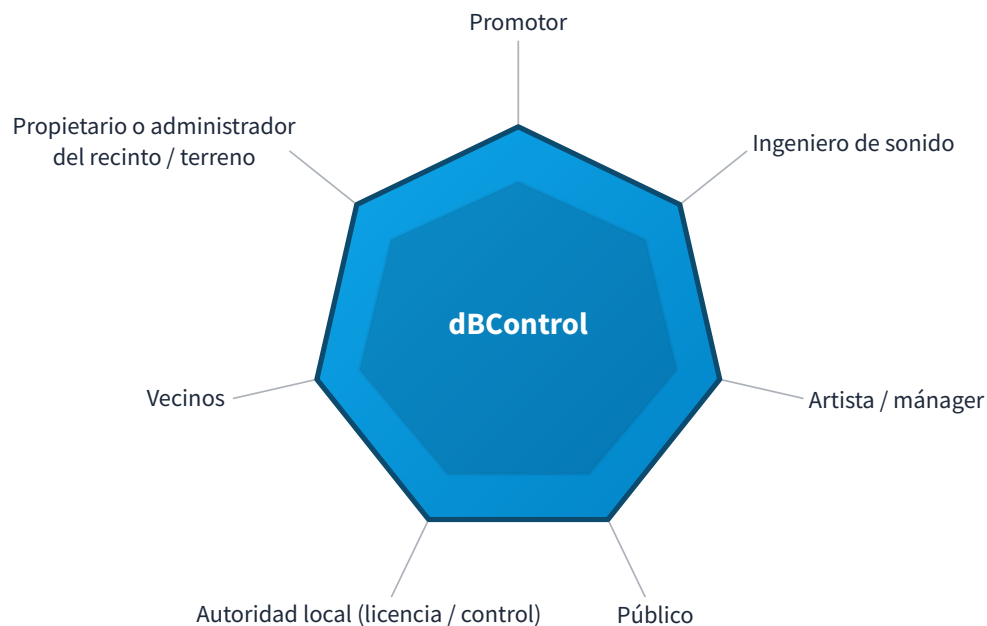 Promotor
Propietario o administrador
del recinto / terreno
Ingeniero de sonido
dBControl
Vecinos
Artista / mánager
Autoridad local (licencia / control)
Público